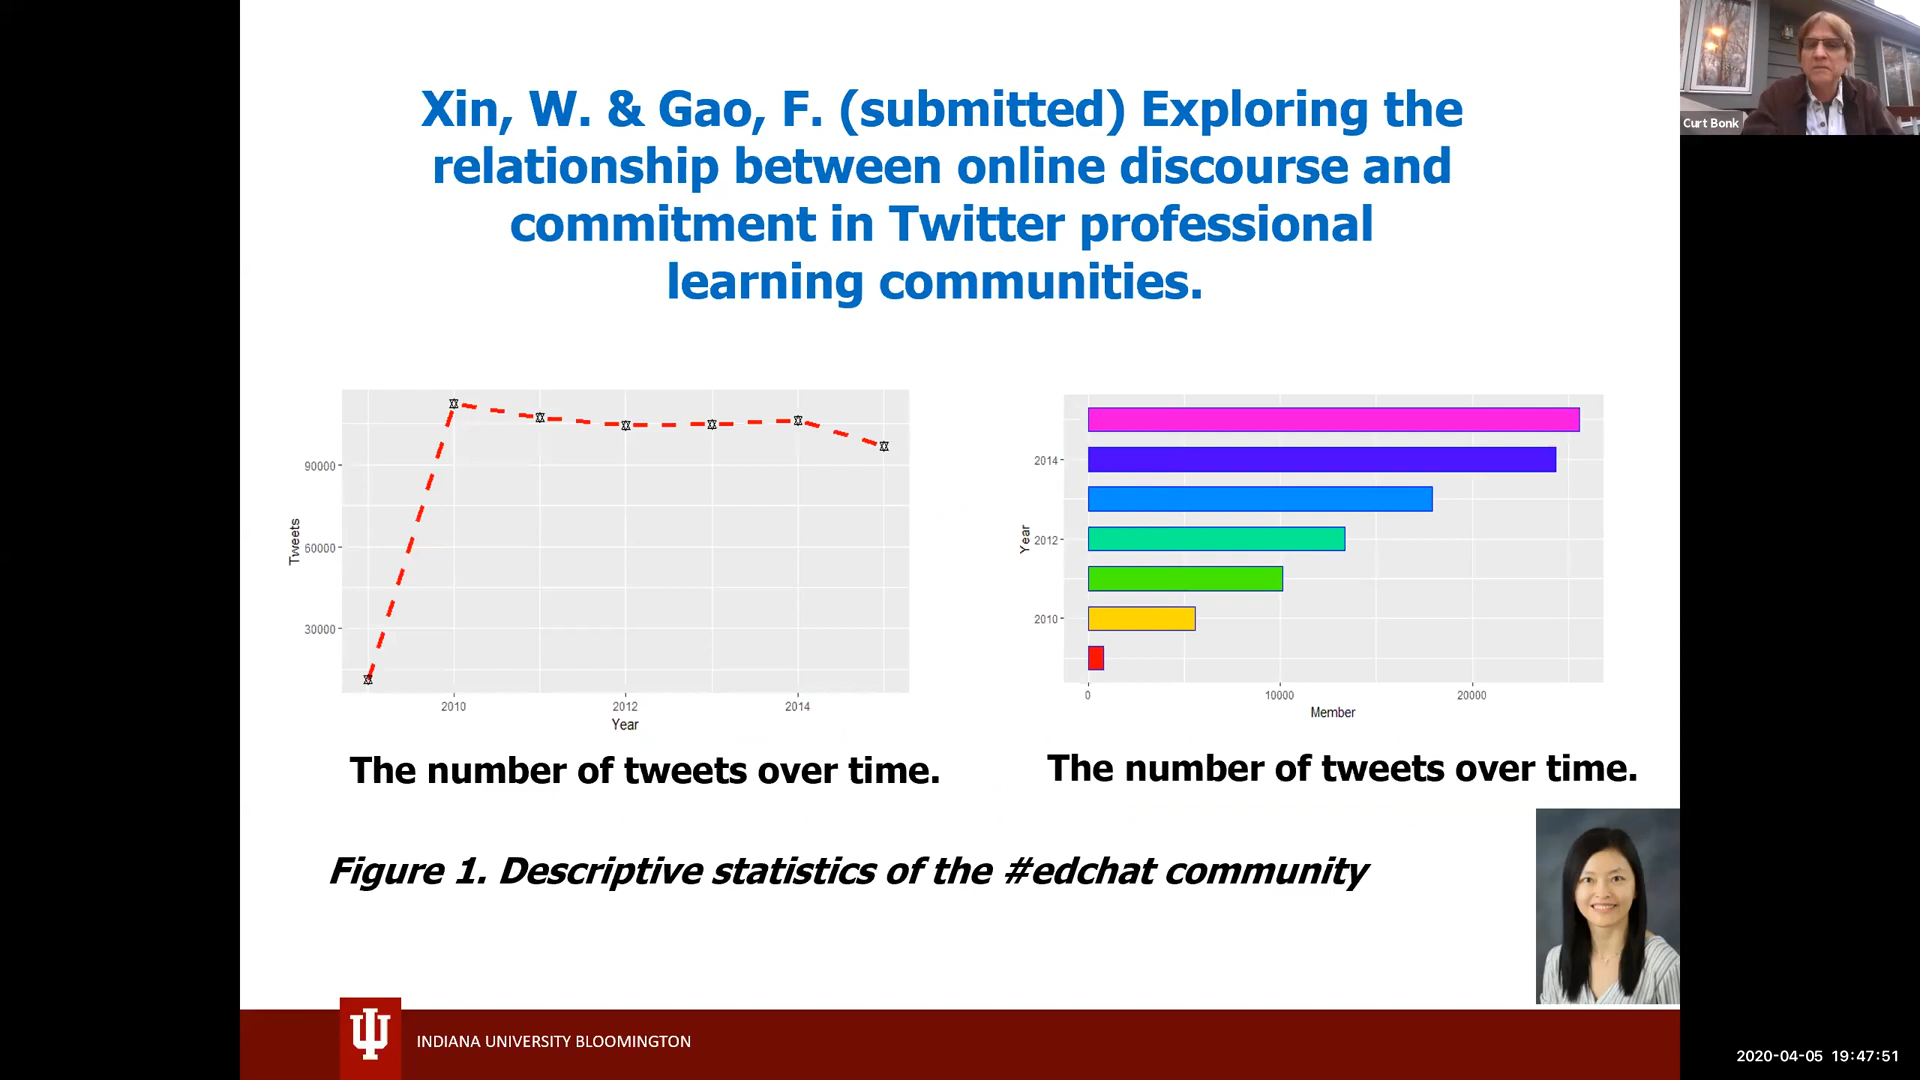 Xin, W. & Gao, F. (submitted) Exploring the
relationship between online discourse and
commitment in Twitter professional
learning communities.
Curt Bonk
90000
60000
30000
Tweets
2010
2012
2014
Year
The number of tweets over time.
2014
2012
2010
Year
0
10000
20000
Member
The number of tweets over time.
Figure 1. Descriptive statistics of the #edchat community
INDIANA UNIVERSITY BLOOMINGTON
2020-04-05 19:47:51